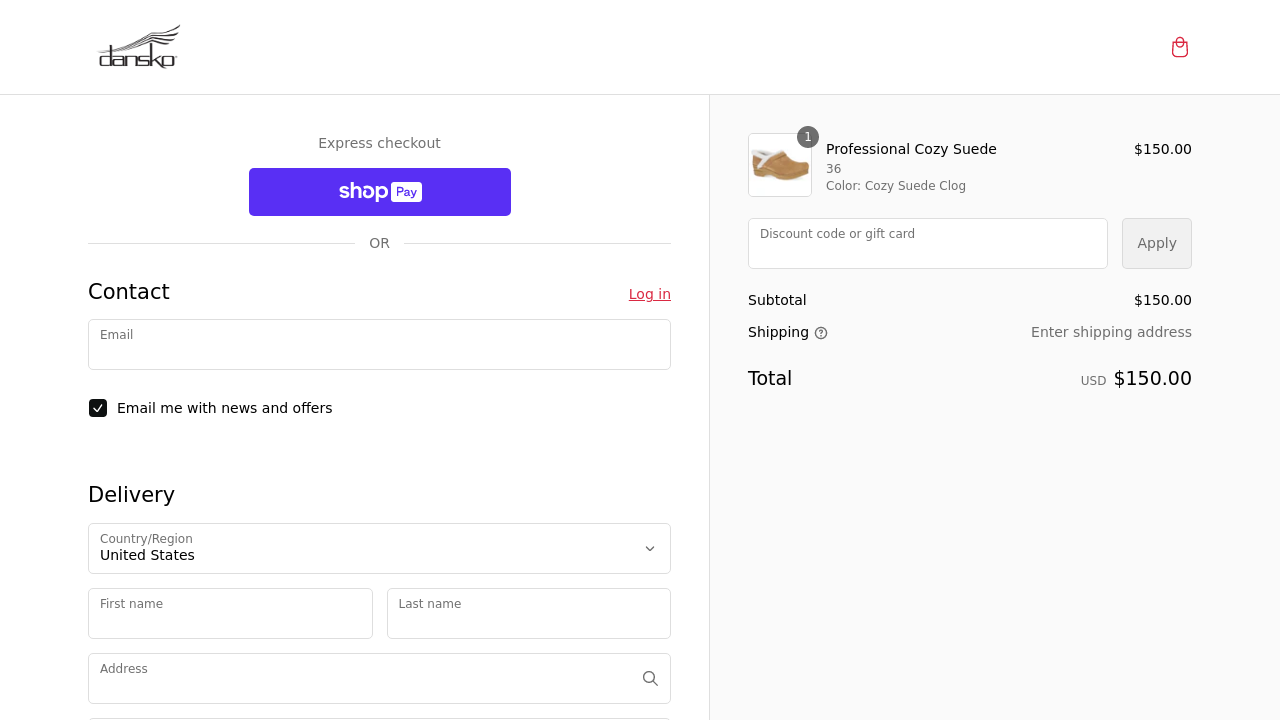 dansko
Express checkout
shop Pay
OR
Contact
Log in
Email
Email me with news and offers
Delivery
Country/Region
United States
First name
Last name
Address
1
Professional Cozy Suede
$150.00
36
Color: Cozy Suede Clog
Discount code or gift card
Apply
Subtotal
$150.00
Shipping
Enter shipping address
Total
USD $150.00